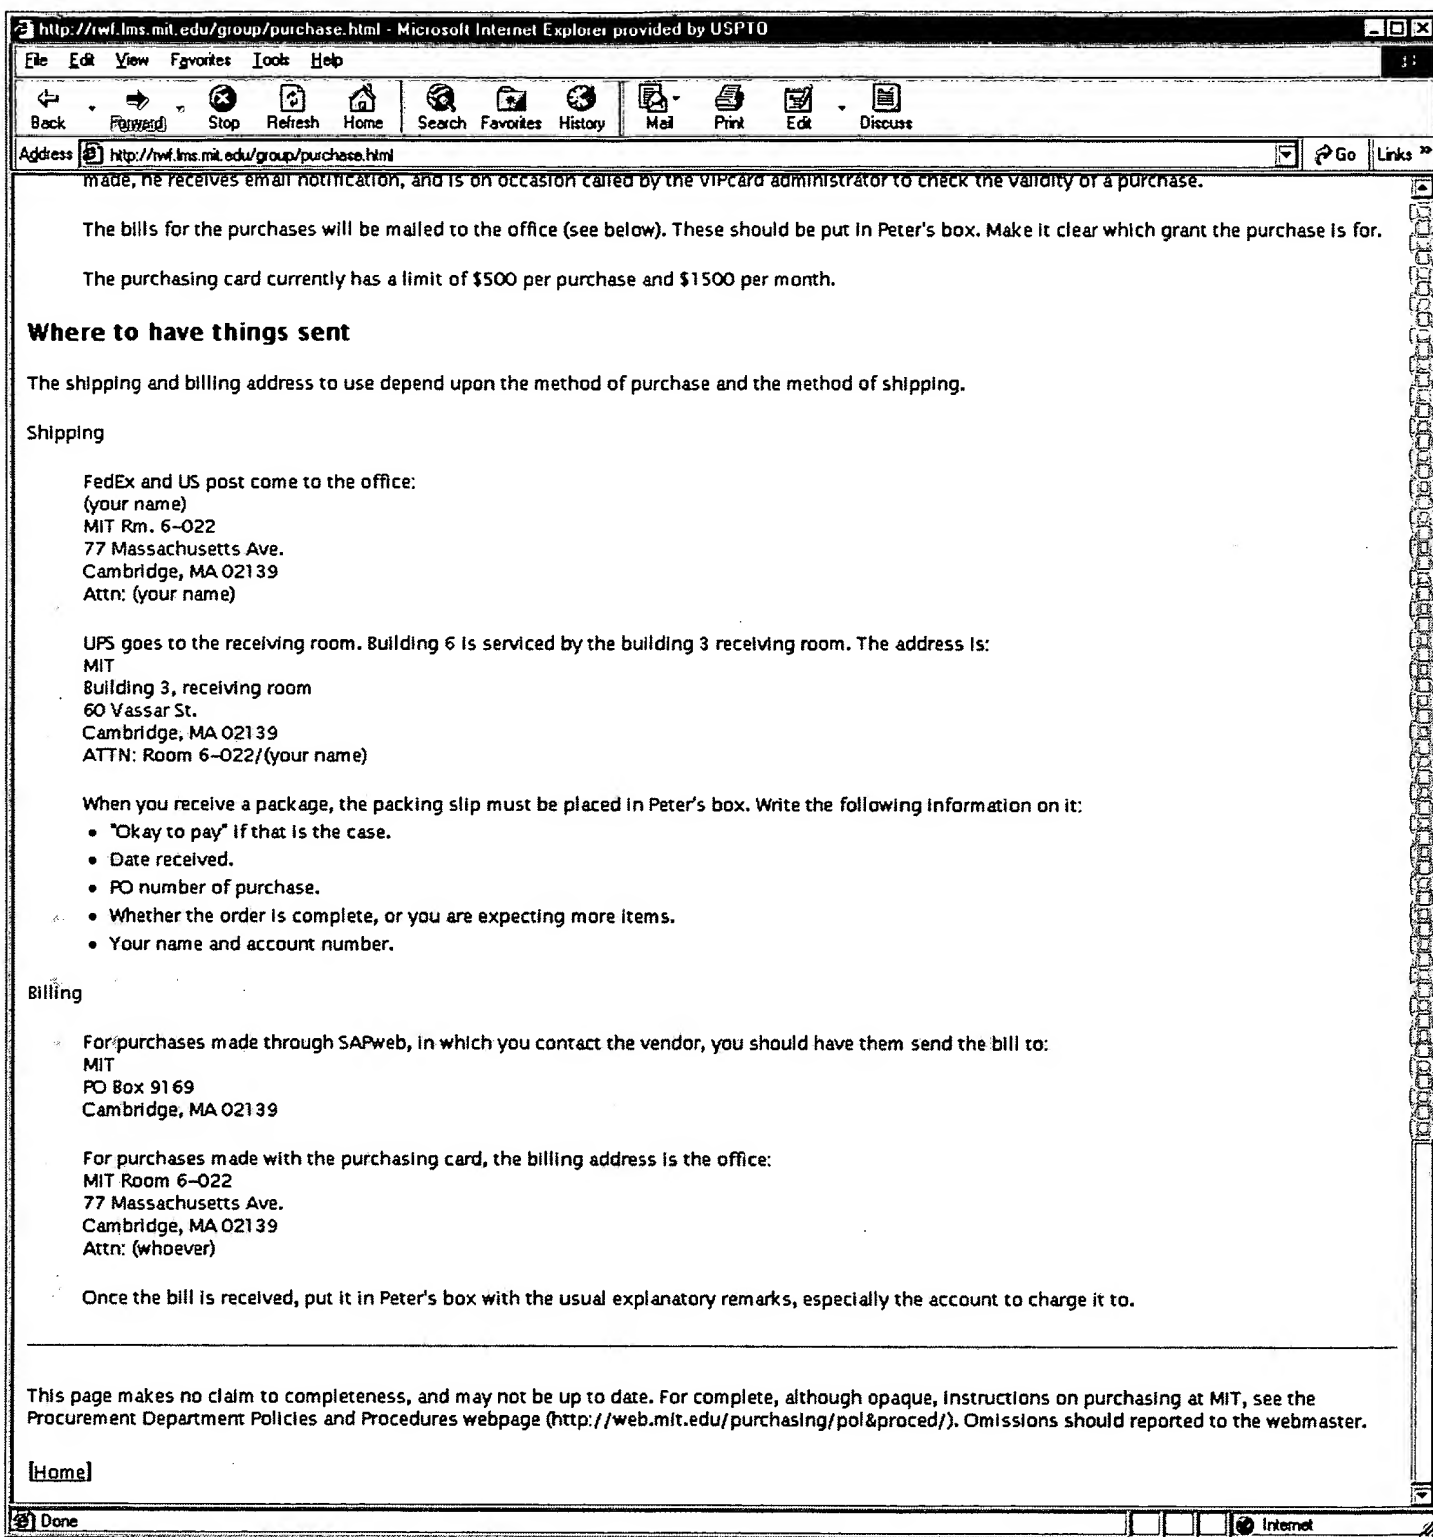 http://rwf.lms.mit.edu/group/purchase.html - Microsoft Internet Explorer provided by USPTO
File Edit View Favorites Tools Help
Back Forward Stop Refresh Home Search Favorites History Mail Print Edit Discuss
Address http://rwf.lms.mit.edu/group/purchase.html Go Links »
made, he receives email notification, and is on occasion called by the VIPcard administrator to check the validity of a purchase.
The bills for the purchases will be mailed to the office (see below). These should be put in Peter's box. Make it clear which grant the purchase is for.
The purchasing card currently has a limit of $500 per purchase and $1500 per month.
Where to have things sent
The shipping and billing address to use depend upon the method of purchase and the method of shipping.
Shipping
FedEx and US post come to the office:
(your name)
MIT Rm. 6-022
77 Massachusetts Ave.
Cambridge, MA 02139
Attn: (your name)
UPS goes to the receiving room. Building 6 is serviced by the building 3 receiving room. The address is:
MIT
Building 3, receiving room
60 Vassar St.
Cambridge, MA 02139
ATTN: Room 6-022/(your name)
When you receive a package, the packing slip must be placed in Peter's box. Write the following information on it:
• "Okay to pay" if that is the case.
• Date received.
• PO number of purchase.
• Whether the order is complete, or you are expecting more items.
• Your name and account number.
Billing
For purchases made through SAPweb, in which you contact the vendor, you should have them send the bill to:
MIT
PO Box 9169
Cambridge, MA 02139
For purchases made with the purchasing card, the billing address is the office:
MIT Room 6-022
77 Massachusetts Ave.
Cambridge, MA 02139
Attn: (whoever)
Once the bill is received, put it in Peter's box with the usual explanatory remarks, especially the account to charge it to.
This page makes no claim to completeness, and may not be up to date. For complete, although opaque, instructions on purchasing at MIT, see the
Procurement Department Policies and Procedures webpage (http://web.mit.edu/purchasing/pol&proced/). Omissions should reported to the webmaster.
[Home]
Done Internet